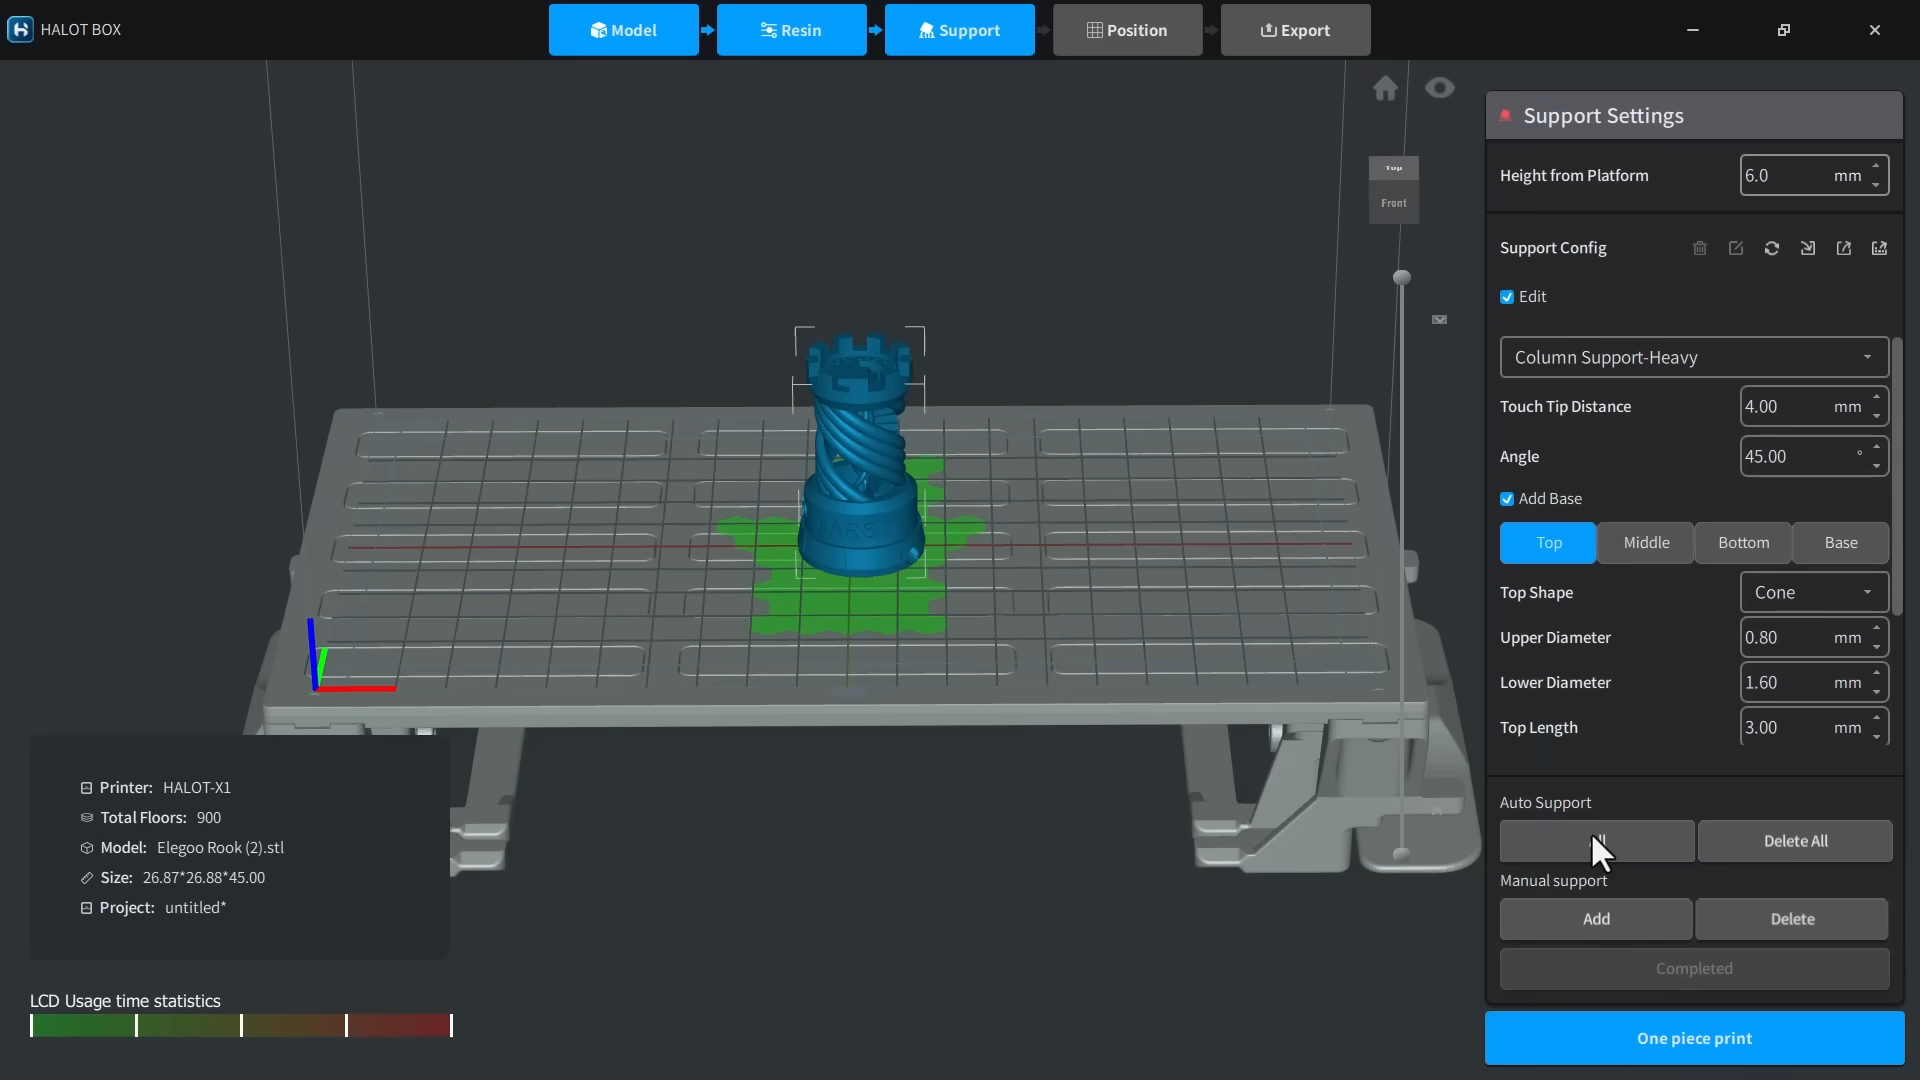 HALOT BOX
Model
Resin
Support
Position
Export
Top
Front
Support Settings
Height from Platform 6.0 mm
Support Config
Edit
Column Support-Heavy
Touch Tip Distance 4.00 mm
Angle 45.00 °
Add Base
Top Middle Bottom Base
Top Shape Cone
Upper Diameter 0.80 mm
Lower Diameter 1.60 mm
Top Length 3.00 mm
Auto Support
Delete All
Manual support
Add Delete
Completed
One piece print
Printer: HALOT-X1
Total Floors: 900
Model: Elegoo Rook (2).stl
Size: 26.87*26.88*45.00
Project: untitled*
LCD Usage time statistics